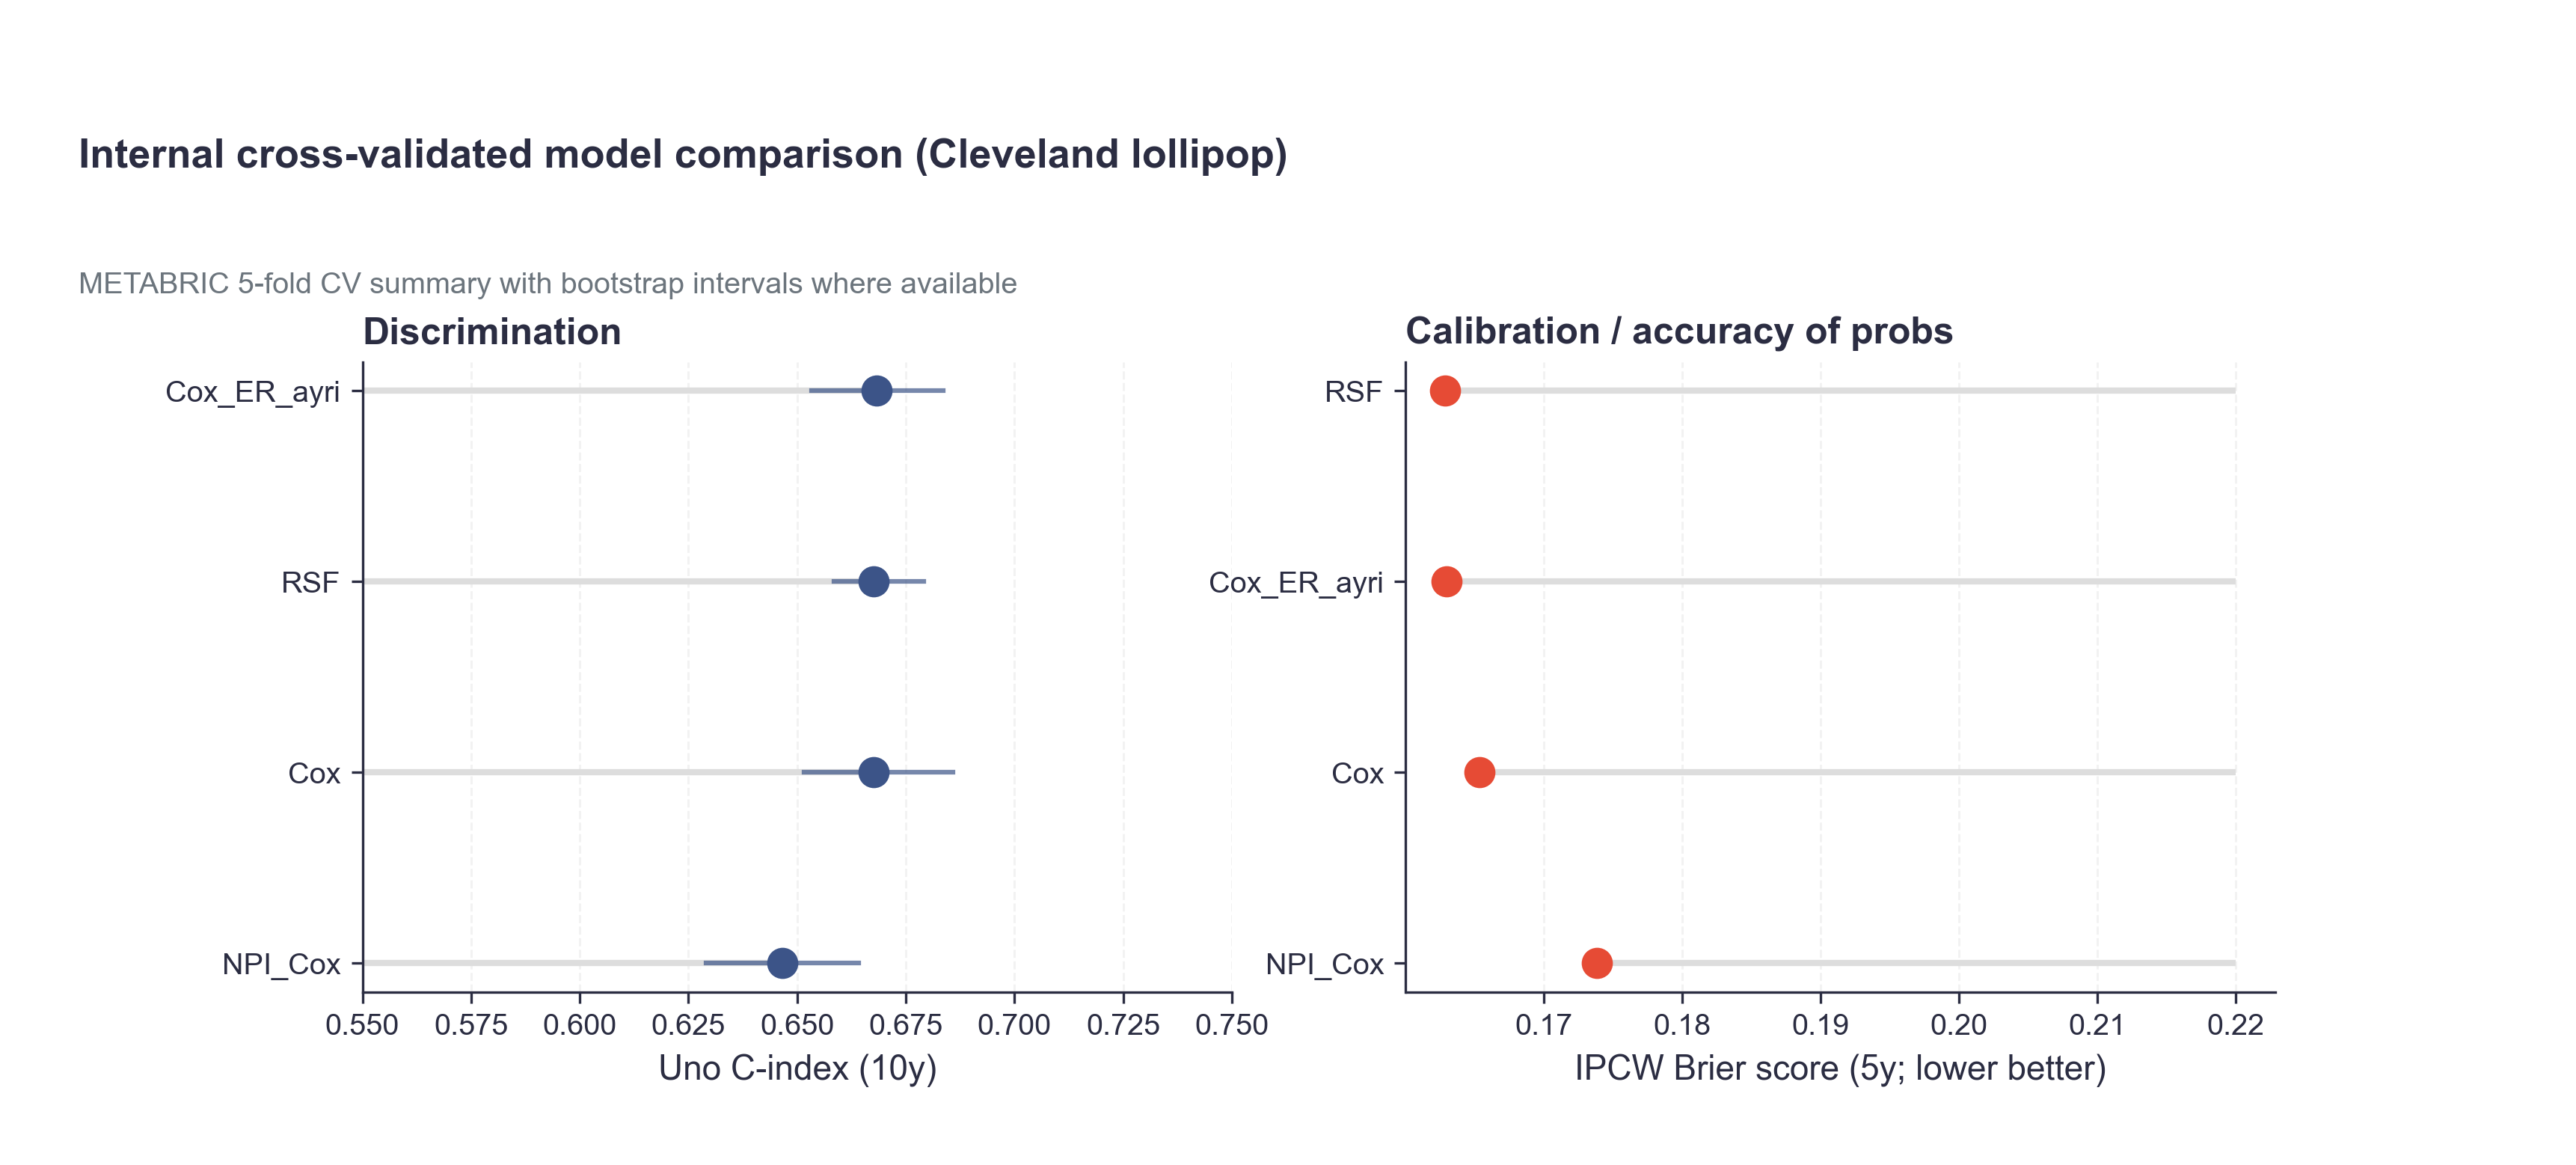 Internal cross-validated model comparison (Cleveland lollipop)
METABRIC 5-fold CV summary with bootstrap intervals where available
Discrimination
Cox_ER_ayri
RSF
Cox
NPI_Cox
0.550 0.575 0.600 0.625 0.650 0.675 0.700 0.725 0.750
Uno C-index (10y)
Calibration / accuracy of probs
RSF
Cox_ER_ayri
Cox
NPI_Cox
0.17 0.18 0.19 0.20 0.21 0.22
IPCW Brier score (5y; lower better)